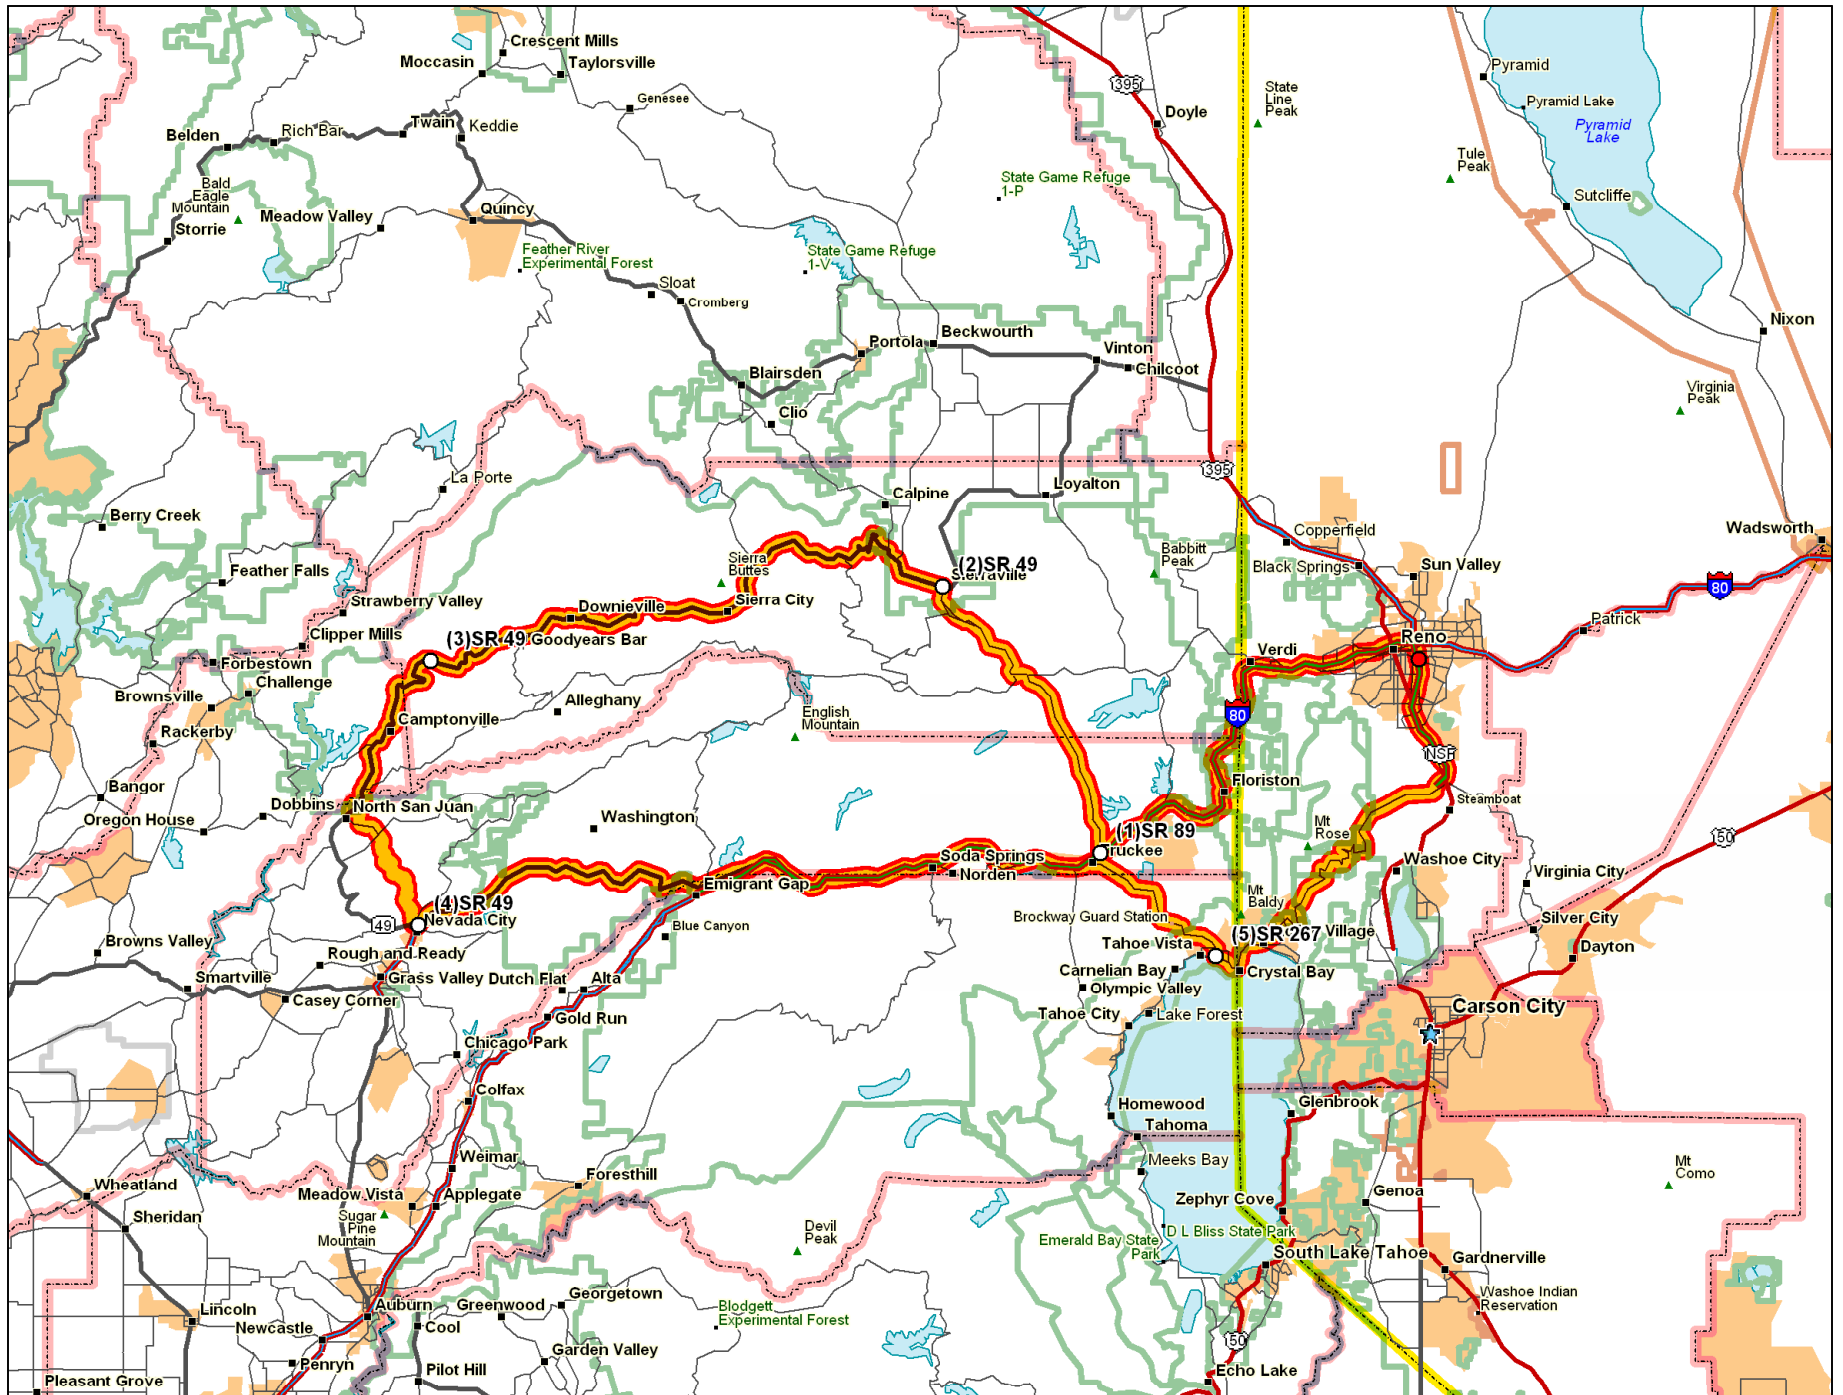 Crescent Mills
Moccasin
Taylorsville
Genesee
395
Doyle
State
Line
Peak
Pyramid
Pyramid Lake
Pyramid
Lake
Belden
Rich Bar
Twain
Keddie
Tule
Peak
Bald
Eagle
Mountain
Meadow Valley
Quincy
Storrie
State Game Refuge
1-P
Sutcliffe
Feather River
Experimental Forest
State Game Refuge
1-V
Sloat
Cromberg
Nixon
Portola
Beckwourth
Vinton
Chilcoot
Blairsden
Clio
Virginia
Peak
395
La Porte
Calpine
Loyalton
Berry Creek
Copperfield
Wadsworth
Feather Falls
Sierra
Buttes
(2)SR 49
Sierraville
Babbitt
Peak
Black Springs
Sun Valley
80
Strawberry Valley
Downieville
Sierra City
Patrick
Clipper Mills
(3)SR 49
Goodyears Bar
Reno
Forbestown
Verdi
Challenge
Brownsville
Alleghany
Rackerby
Camptonville
English
Mountain
80
NSF
Bangor
Dobbins
North San Juan
Floriston
Steamboat
Oregon House
Washington
(1)SR 89
Truckee
Mt
Rose
Soda Springs
Norden
Washoe City
Virginia City
50
Emigrant Gap
(4)SR 49
Nevada City
49
Blue Canyon
Mt
Baldy
Brockway Guard Station
(5)SR 267
Village
Silver City
Browns Valley
Rough and Ready
Tahoe Vista
Dayton
Smartville
Grass Valley
Dutch Flat
Alta
Carnelian Bay
Crystal Bay
Casey Corner
Olympic Valley
Gold Run
Tahoe City
Lake Forest
Carson City
Chicago Park
Colfax
Homewood
Glenbrook
Tahoma
Weimar
Meeks Bay
Mt
Como
Wheatland
Meadow Vista
Applegate
Foresthill
Zephyr Cove
Genoa
Sheridan
Sugar
Pine
Mountain
Devil
Peak
Emerald Bay State
Park
D L Bliss State Park
South Lake Tahoe
Gardnerville
Lincoln
Auburn
Greenwood
Georgetown
Washoe Indian
Reservation
Newcastle
Cool
Blodgett
Experimental Forest
50
Penryn
Garden Valley
Pilot Hill
Echo Lake
Pleasant Grove